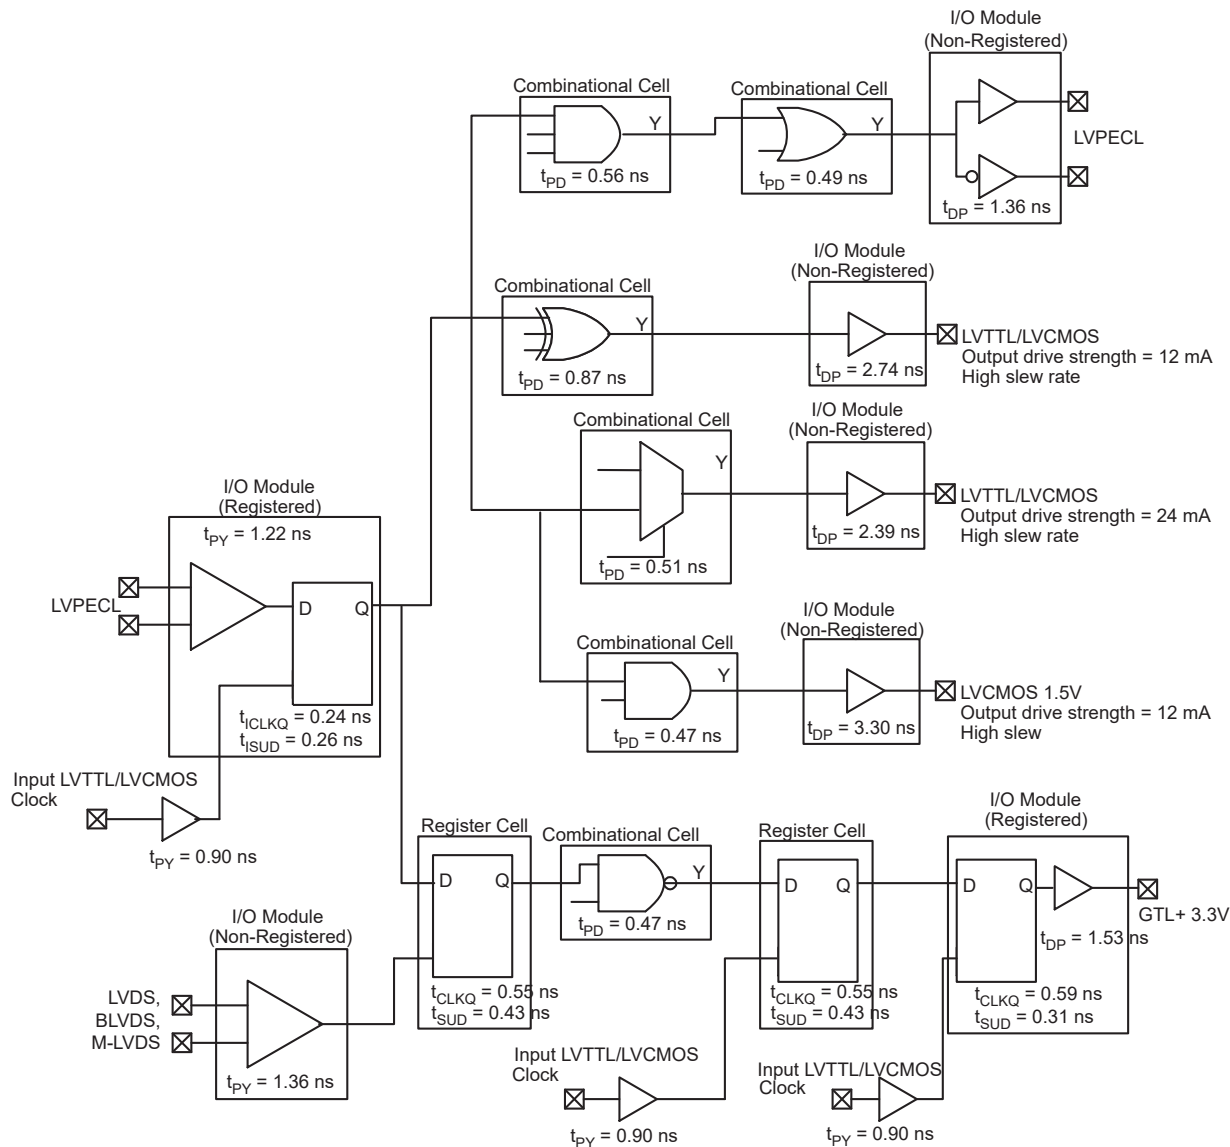 I/O Module
(Non-Registered)
Combinational Cell
Y
tPD = 0.56 ns
Combinational Cell
Y
tPD = 0.49 ns
LVPECL
tDP = 1.36 ns
I/O Module
(Non-Registered)
Combinational Cell
Y
tPD = 0.87 ns
tDP = 2.74 ns
LVTTL/LVCMOS
Output drive strength = 12 mA
High slew rate
I/O Module
(Non-Registered)
Combinational Cell
Y
tPD = 0.51 ns
tDP = 2.39 ns
LVTTL/LVCMOS
Output drive strength = 24 mA
High slew rate
I/O Module
(Registered)
tPY = 1.22 ns
LVPECL
D
Q
tICLKQ = 0.24 ns
tISUD = 0.26 ns
I/O Module
(Non-Registered)
Combinational Cell
Y
tPD = 0.47 ns
tDP = 3.30 ns
LVCMOS 1.5V
Output drive strength = 12 mA
High slew
Input LVTTL/LVCMOS
Clock
tPY = 0.90 ns
Register Cell
D
Q
tCLKQ = 0.55 ns
tSUD = 0.43 ns
Combinational Cell
Y
tPD = 0.47 ns
Register Cell
D
Q
tCLKQ = 0.55 ns
tSUD = 0.43 ns
I/O Module
(Registered)
D
Q
tDP = 1.53 ns
tCLKQ = 0.59 ns
tSUD = 0.31 ns
GTL+ 3.3V
I/O Module
(Non-Registered)
LVDS,
BLVDS,
M-LVDS
tPY = 1.36 ns
Input LVTTL/LVCMOS
Clock
tPY = 0.90 ns
Input LVTTL/LVCMOS
Clock
tPY = 0.90 ns